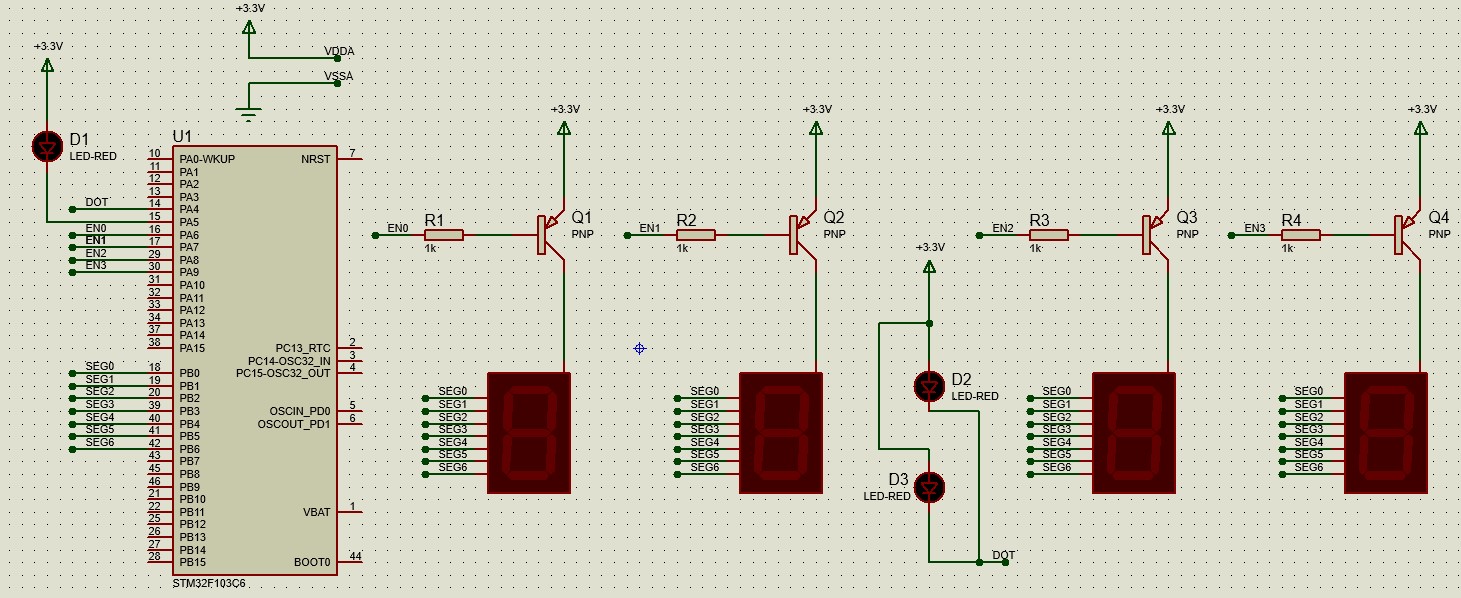 +3.3V
VDDA
VSSA
+3.3V
D1
LED-RED
U1
10 PA0-WKUP NRST 7
11 PA1
12 PA2
13 PA3
DOT 14 PA4
15 PA5
EN0 16 PA6
EN1 17 PA7
EN2 29 PA8
EN3 30 PA9
31 PA10
32 PA11
33 PA12
34 PA13
37 PA14
38 PA15
PC13_RTC 2
PC14-OSC32_IN 3
PC15-OSC32_OUT 4
SEG0 18 PB0
SEG1 19 PB1
SEG2 20 PB2
SEG3 39 PB3
SEG4 40 PB4
SEG5 41 PB5
SEG6 42 PB6
OSCIN_PD0 5
OSCOUT_PD1 6
43 PB7
45 PB8
46 PB9
21 PB10
22 PB11
25 PB12
26 PB13
27 PB14
28 PB15
VBAT 1
BOOT0 44
STM32F103C6
+3.3V
EN0
R1
1k
Q1
PNP
SEG0
SEG1
SEG2
SEG3
SEG4
SEG5
SEG6
+3.3V
EN1
R2
1k
Q2
PNP
SEG0
SEG1
SEG2
SEG3
SEG4
SEG5
SEG6
+3.3V
D2
LED-RED
D3
LED-RED
DOT
+3.3V
EN2
R3
1k
Q3
PNP
SEG0
SEG1
SEG2
SEG3
SEG4
SEG5
SEG6
+3.3V
EN3
R4
1k
Q4
PNP
SEG0
SEG1
SEG2
SEG3
SEG4
SEG5
SEG6